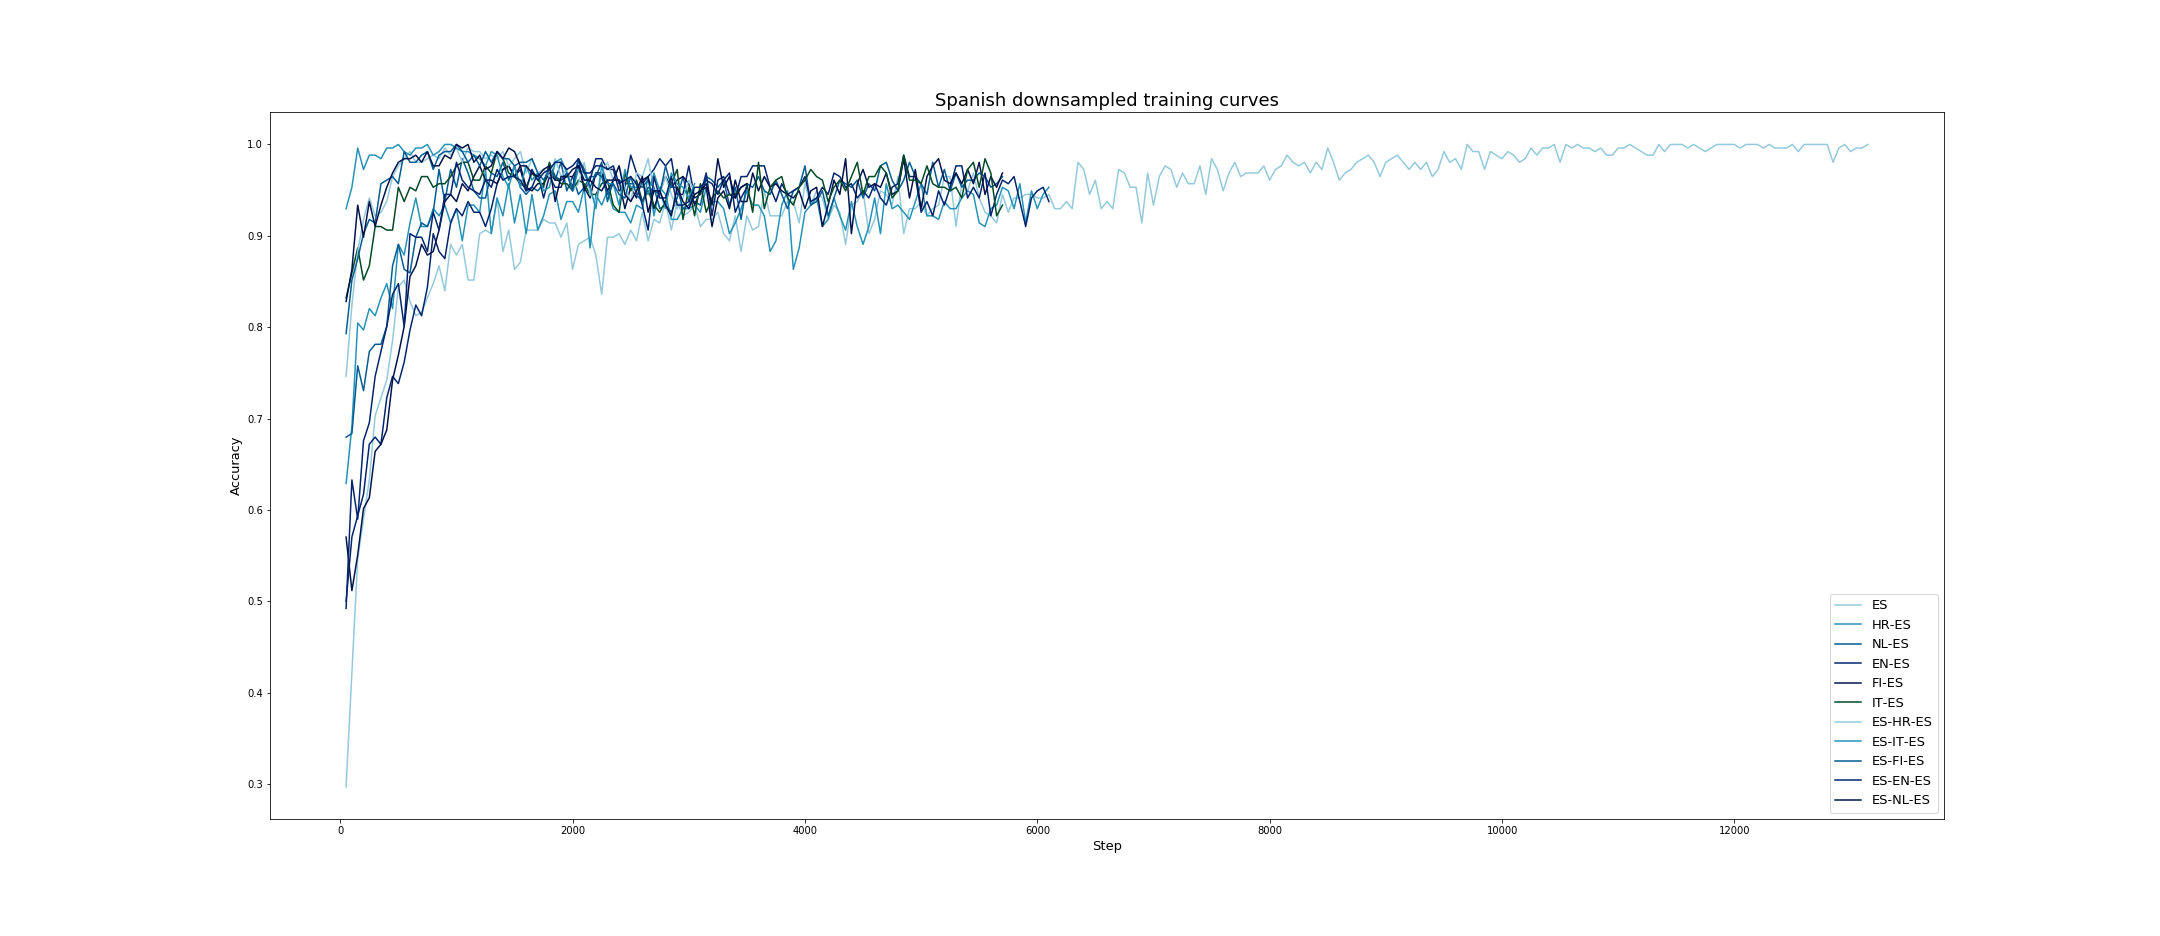 Spanish downsampled training curves
1.0
0.9
0.8
0.7
0.6
0.5
0.4
0.3
Accuracy
0 2000 4000 6000 8000 10000 12000
Step
ES
HR-ES
NL-ES
EN-ES
FI-ES
IT-ES
ES-HR-ES
ES-IT-ES
ES-FI-ES
ES-EN-ES
ES-NL-ES